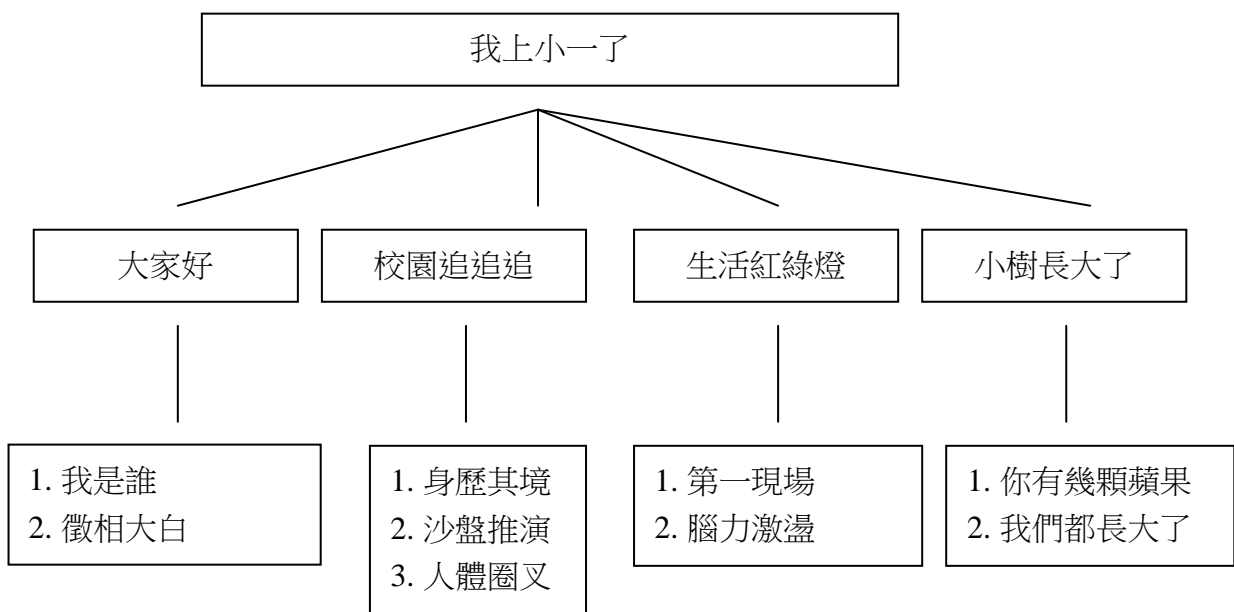 我上小一了
大家好
校園追追追
生活紅綠燈
小樹長大了
1. 我是誰
2. 徵相大白
1. 身歷其境
2. 沙盤推演
3. 人體圈叉
1. 第一現場
2. 腦力激盪
1. 你有幾顆蘋果
2. 我們都長大了